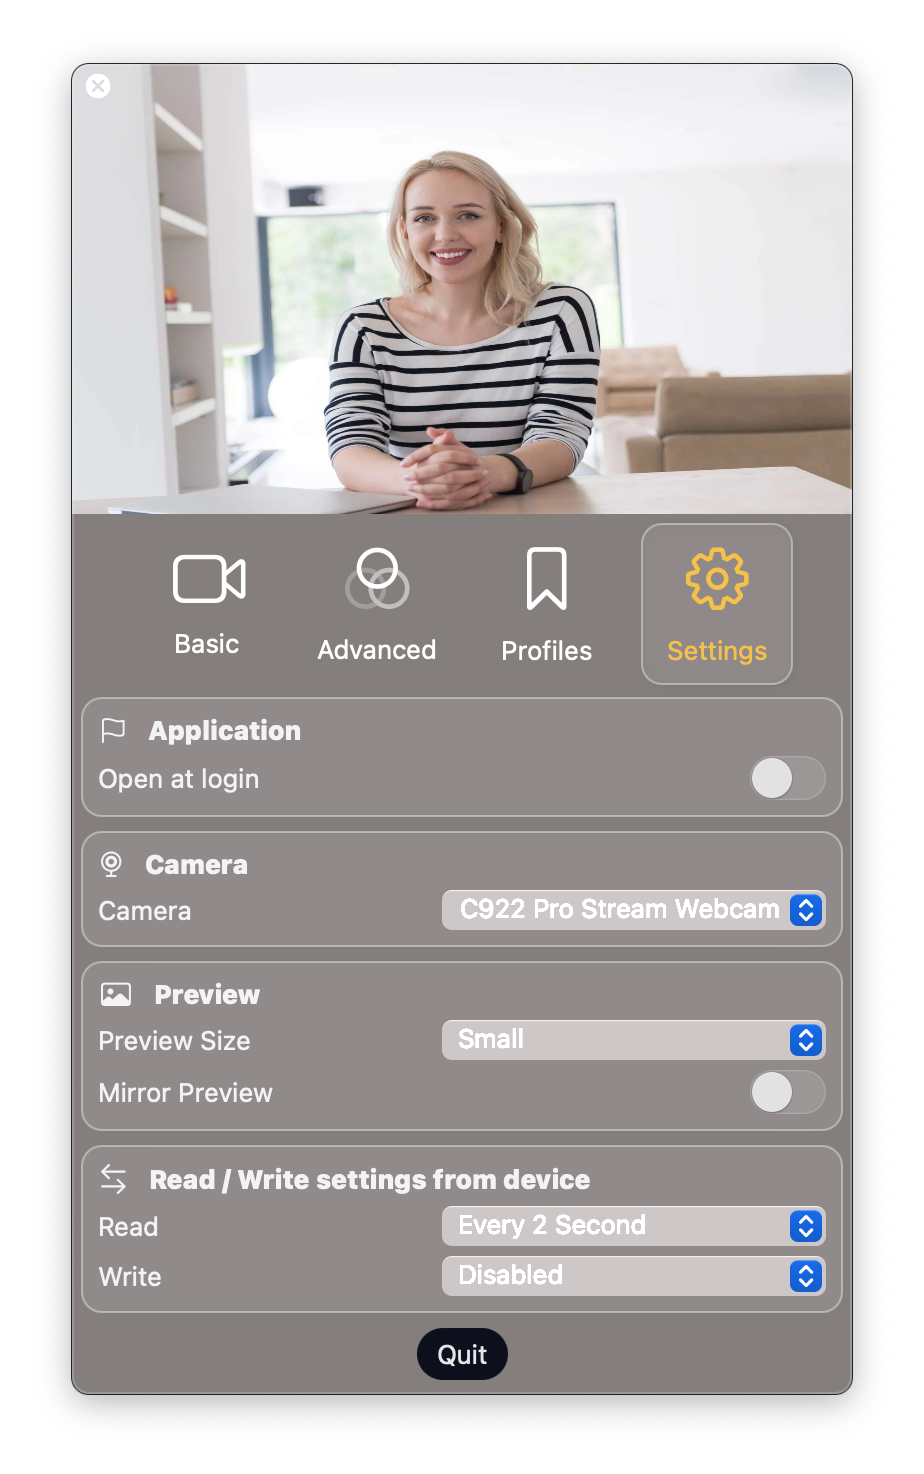 Basic
Advanced
Profiles
Settings
Application
Open at login
Camera
Camera
C922 Pro Stream Webcam
Preview
Preview Size
Small
Mirror Preview
Read / Write settings from device
Read
Every 2 Second
Write
Disabled
Quit